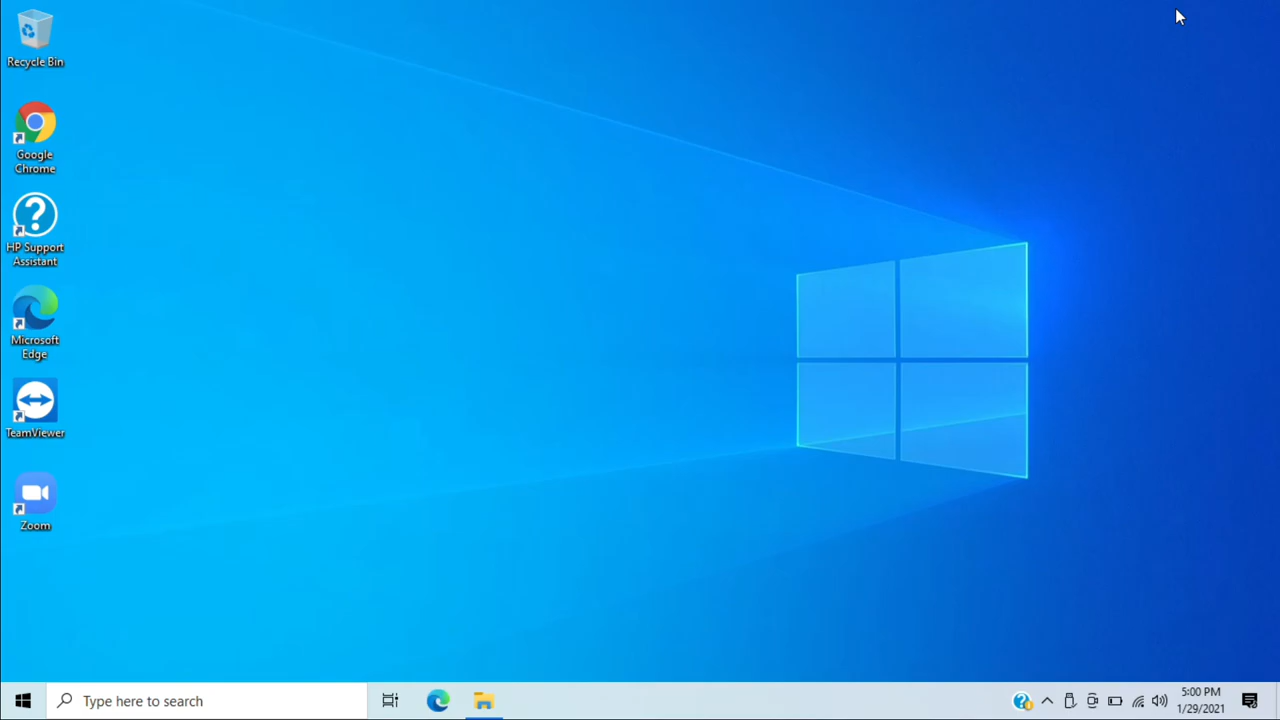 Recycle Bin
Google
Chrome
HP Support
Assistant
Microsoft
Edge
TeamViewer
Zoom
Type here to search
5:00 PM
1/29/2021